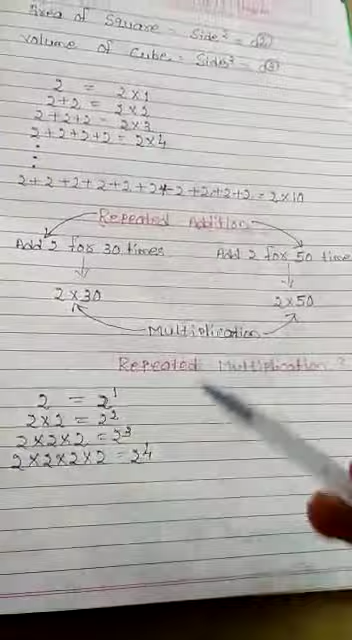 Area of Square = Side² = a²
Volume of Cube = Side³ = a³
2 = 2×1
2+2 = 2×2
2+2+2 = 2×3
2+2+2+2 = 2×4
:
:
2+2+2+2+2+2+2+2+2+2 = 2×10
Repeated Addition
Add 2 for 30 times Add 2 for 50 time
2×30 2×50
Multiplication
Repeated Multiplication?
2 = 2¹
2×2 = 2²
2×2×2 = 2³
2×2×2×2 = 2⁴